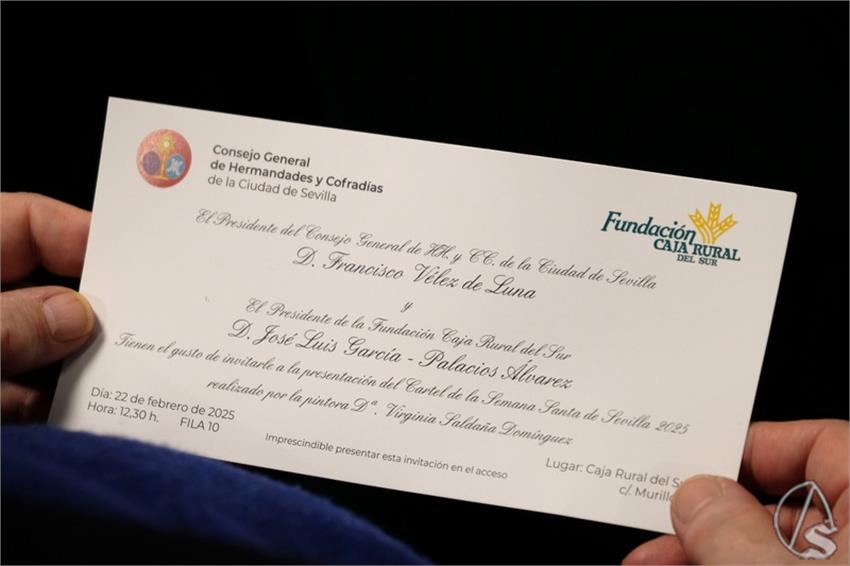 Consejo General
de Hermandades y Cofradías
de la Ciudad de Sevilla
Fundación
CAJA RURAL
DEL SUR
El Presidente del Consejo General de HH. y CC. de la Ciudad de Sevilla
D. Francisco Vélez de Luna
y
El Presidente de la Fundación Caja Rural del Sur
D. José Luis García - Palacios Álvarez
Tienen el gusto de invitarle a la presentación del Cartel de la Semana Santa de Sevilla 2025
realizado por la pintora Dª. Virginia Saldaña Domínguez
Día: 22 de febrero de 2025
Hora: 12,30 h. FILA 10
Imprescindible presentar esta invitación en el acceso
Lugar: Caja Rural del
c/. Murillo